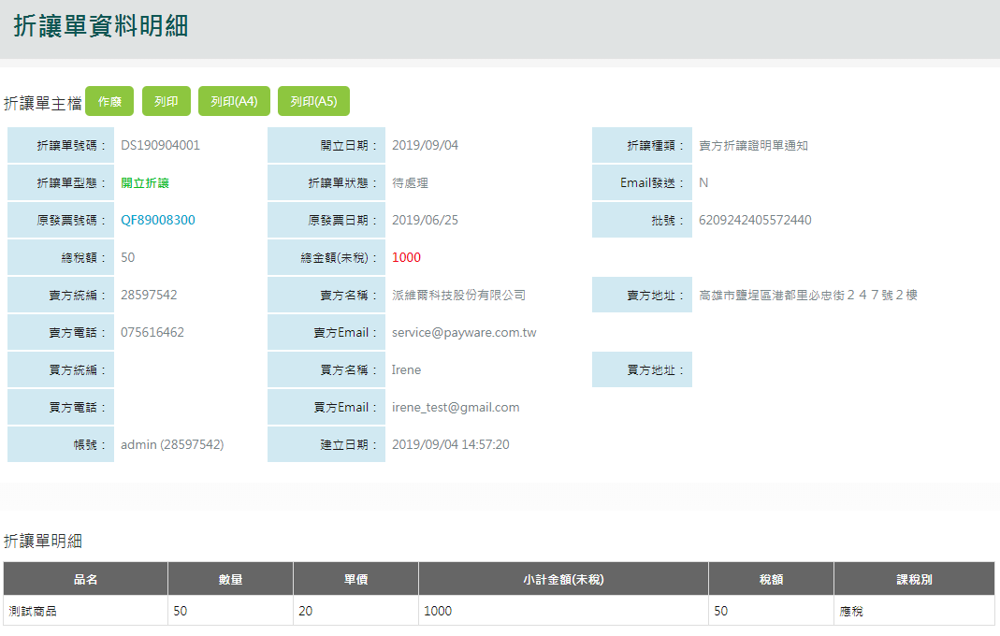 折讓單資料明細
折讓單主檔 作廢 列印 列印(A4) 列印(A5)
折讓單號碼： DS190904001 開立日期： 2019/09/04 折讓種類： 賣方折讓證明單通知
折讓單型態： 開立折讓 折讓單狀態： 待處理 Email發送： N
原發票號碼： QF89008300 原發票日期： 2019/06/25 批號： 6209242405572440
總稅額： 50 總金額(未稅)： 1000
賣方統編： 28597542 賣方名稱： 派維爾科技股份有限公司 賣方地址： 高雄市鹽埕區港都里必忠街２４７號２樓
賣方電話： 075616462 賣方Email： service@payware.com.tw
買方統編： 買方名稱： Irene 買方地址：
買方電話： 買方Email： irene_test@gmail.com
帳號： admin (28597542) 建立日期： 2019/09/04 14:57:20
折讓單明細
品名 數量 單價 小計金額(未稅) 稅額 課稅別
測試商品 50 20 1000 50 應稅